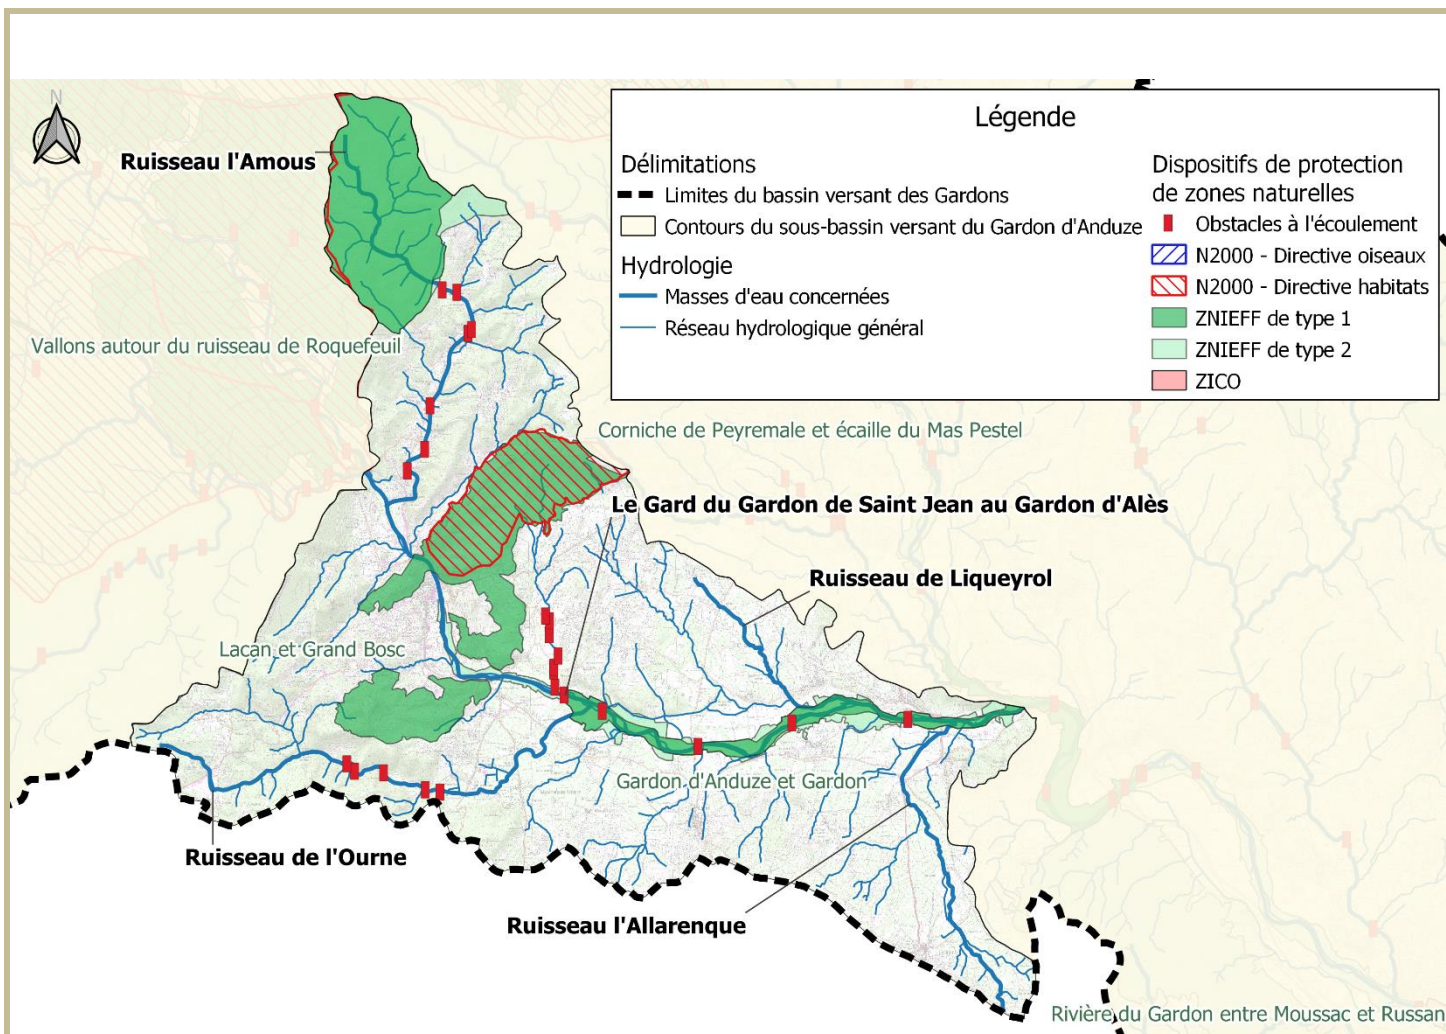 N
Légende
Délimitations
Limites du bassin versant des Gardons
Contours du sous-bassin versant du Gardon d'Anduze
Hydrologie
Masses d'eau concernées
Réseau hydrologique général
Dispositifs de protection
de zones naturelles
Obstacles à l'écoulement
N2000 - Directive oiseaux
N2000 - Directive habitats
ZNIEFF de type 1
ZNIEFF de type 2
ZICO
Ruisseau l'Amous
Vallons autour du ruisseau de Roquefeuil
Corniche de Peyremale et écaille du Mas Pestel
Le Gard du Gardon de Saint Jean au Gardon d'Alès
Ruisseau de Liqueyrol
Lacan et Grand Bosc
Gardon d'Anduze et Gardon
Ruisseau de l'Ourne
Ruisseau l'Allarenque
Rivière du Gardon entre Moussac et Russan